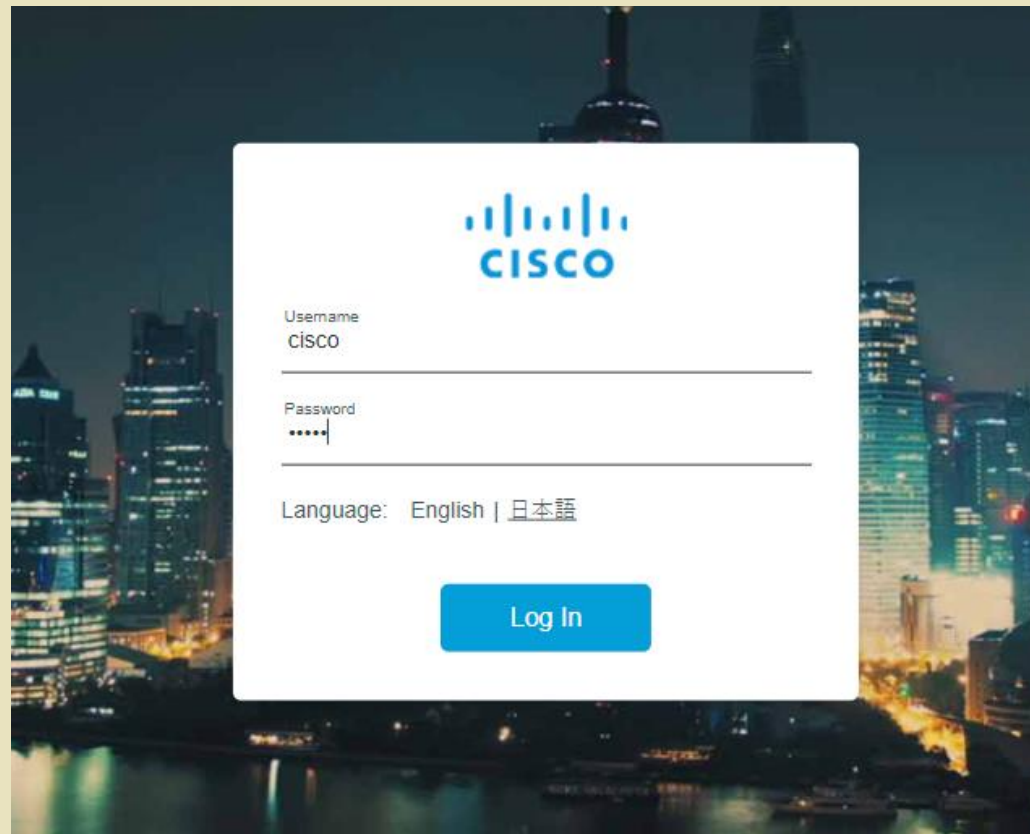 CISCO
Username
cisco
Password
•••••
Language: English | 日本語
Log In